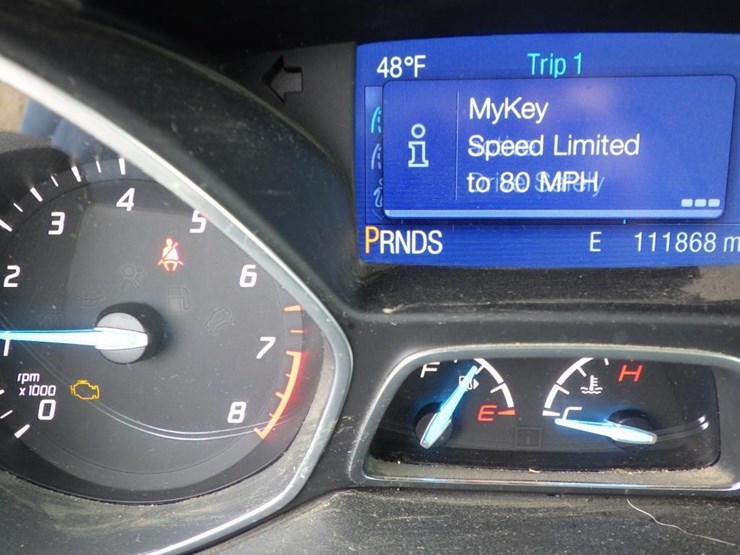 48°F Trip 1
MyKey
Speed Limited
to 80 MPH
PRNDS E 111868 m
0 1 2 3 4 5 6 7 8
rpm
x1000
F E
C H